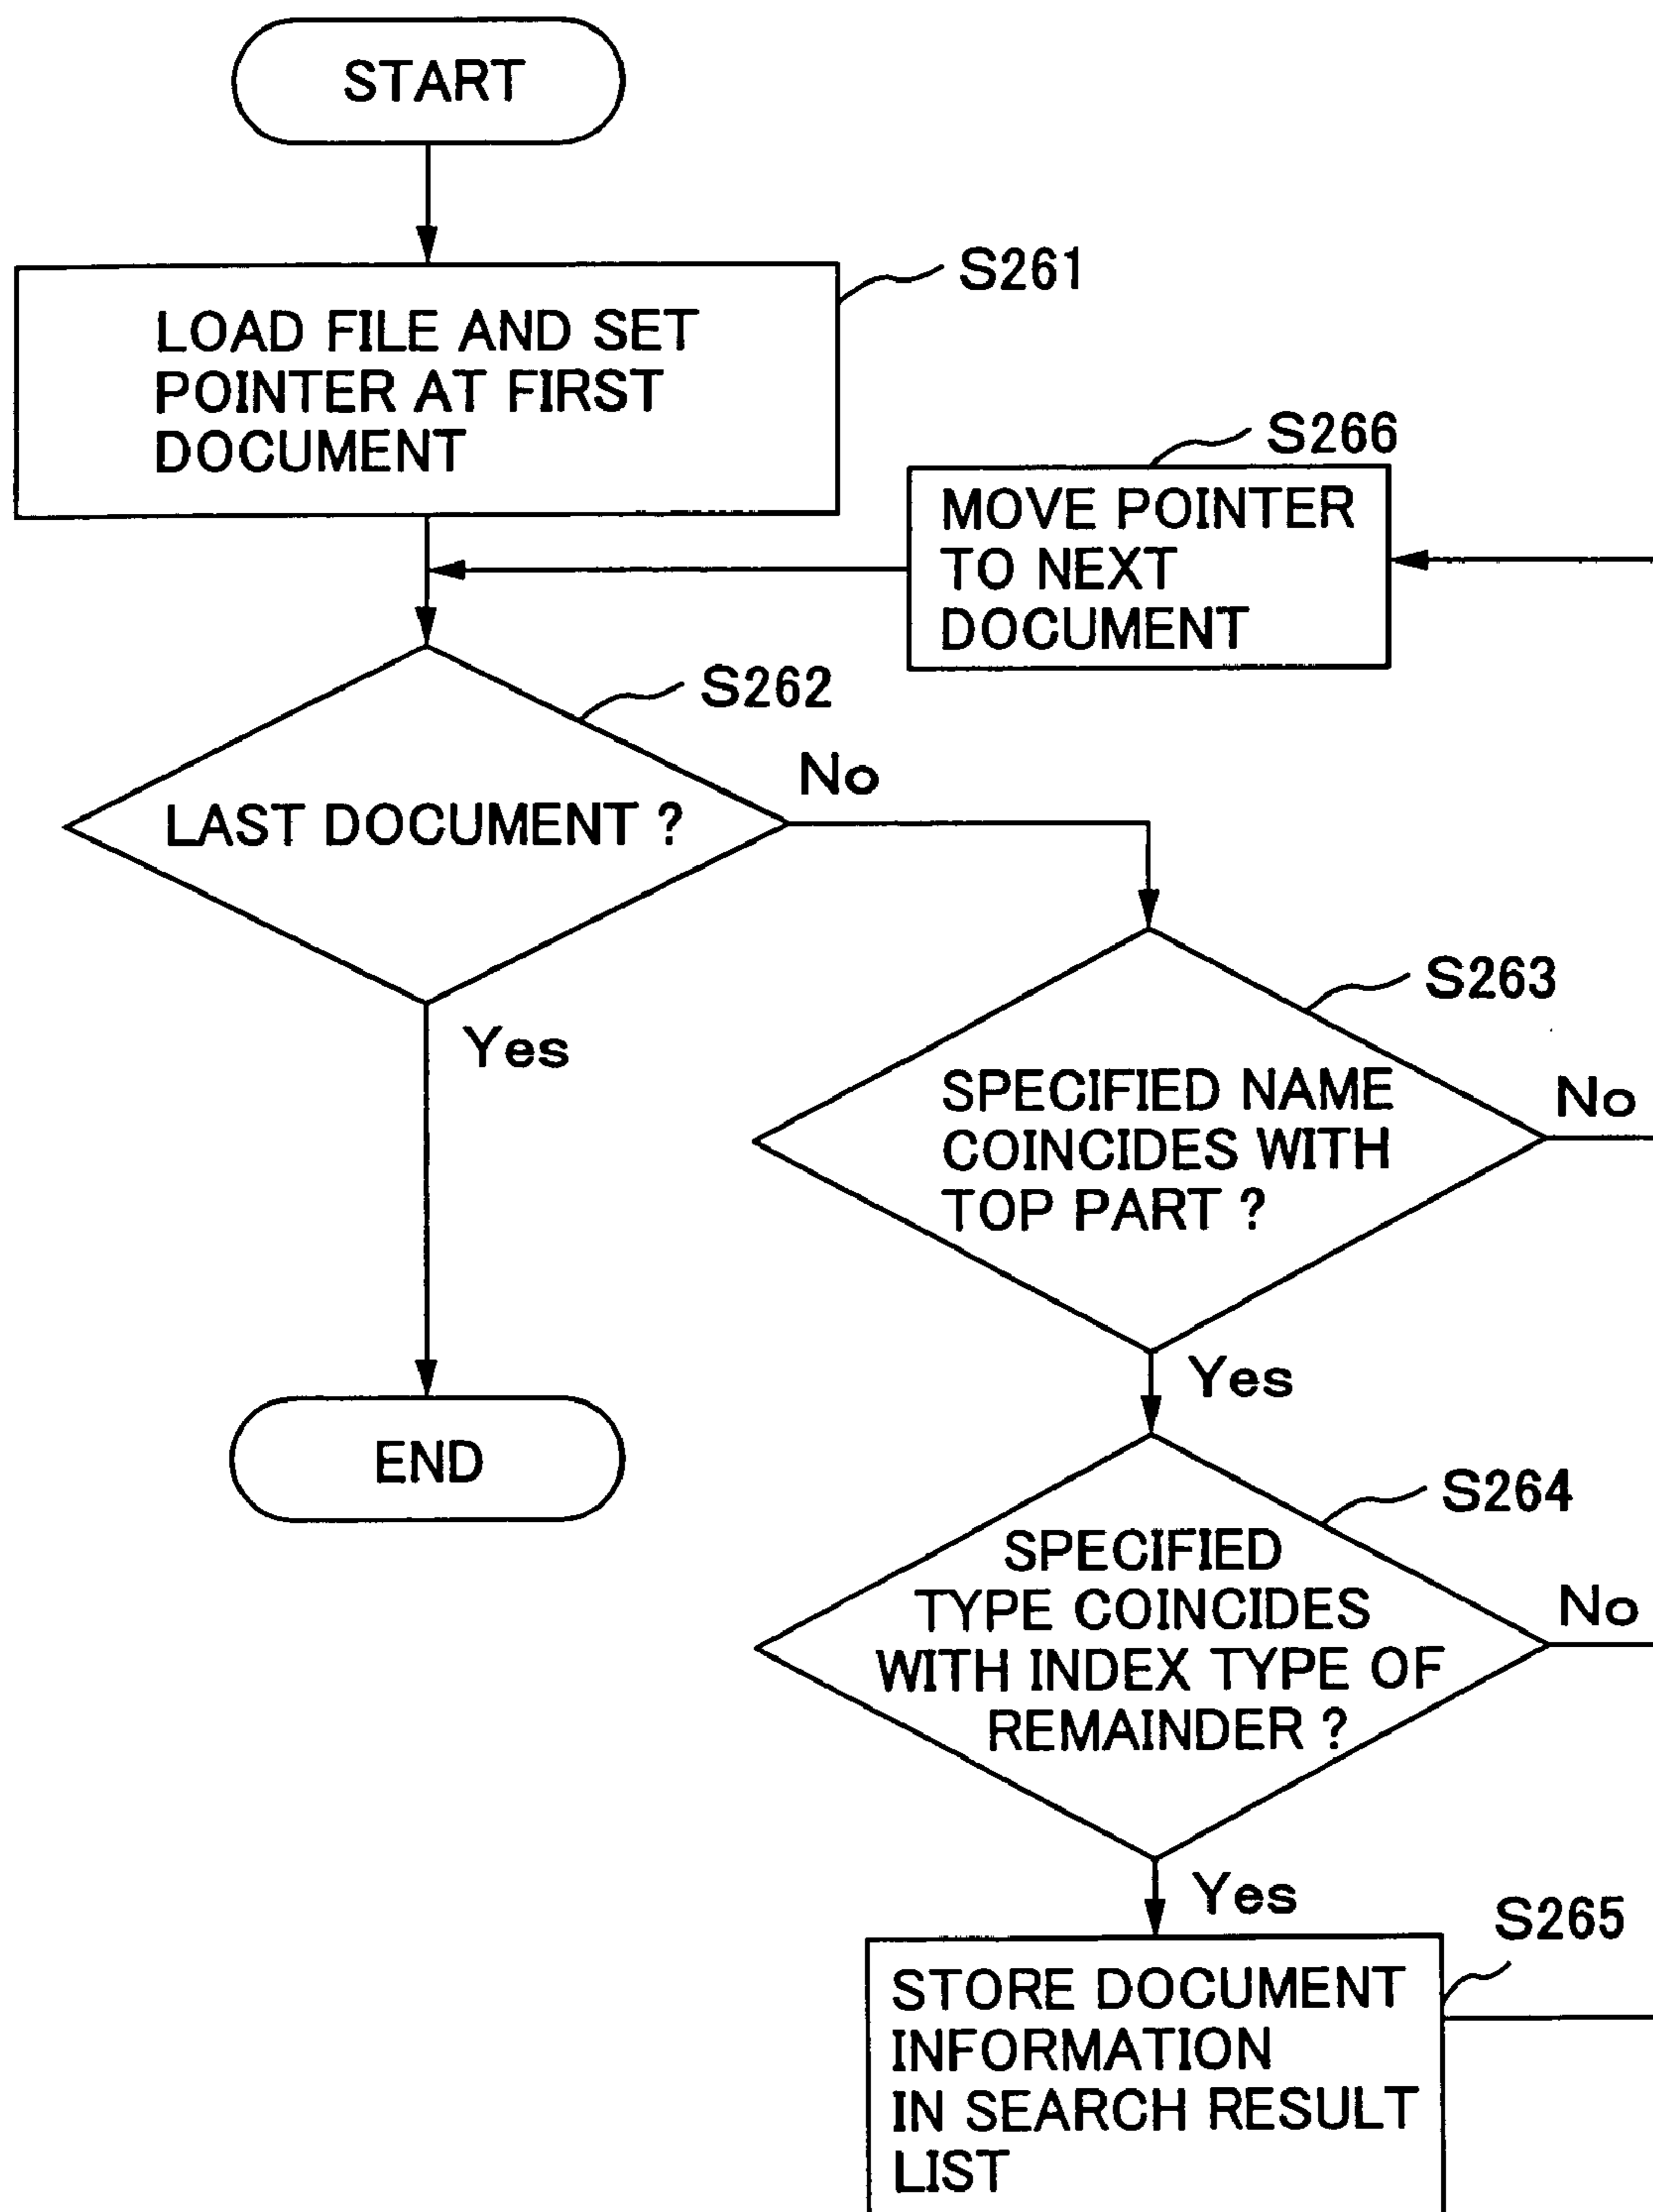 START
S261
LOAD FILE AND SET
POINTER AT FIRST
DOCUMENT
S266
MOVE POINTER
TO NEXT
DOCUMENT
S262
LAST DOCUMENT ?
No
Yes
END
S263
SPECIFIED NAME
COINCIDES WITH
TOP PART ?
No
Yes
S264
SPECIFIED
TYPE COINCIDES
WITH INDEX TYPE OF
REMAINDER ?
No
Yes
S265
STORE DOCUMENT
INFORMATION
IN SEARCH RESULT
LIST